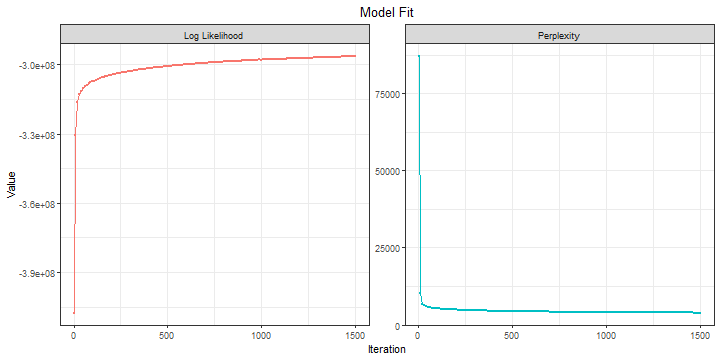 Model Fit
Log Likelihood
Perplexity
Value
-3.0e+08
-3.3e+08
-3.6e+08
-3.9e+08
75000
50000
25000
0
0
500
1000
1500
0
500
1000
1500
Iteration